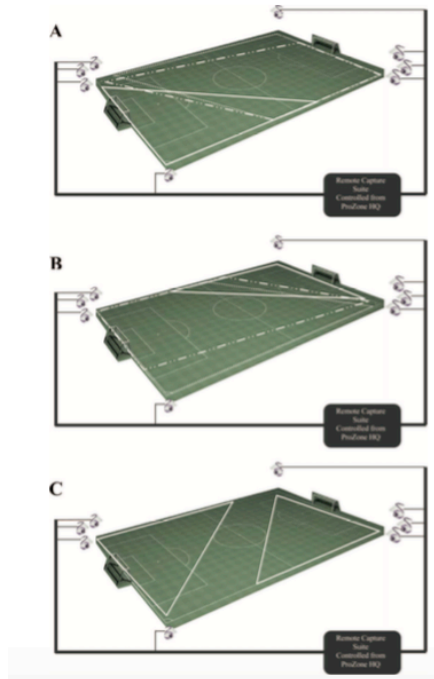 A
Remote Capture
Suite
Controlled from
ProZone HQ
B
Remote Capture
Suite
Controlled from
ProZone HQ
C
Remote Capture
Suite
Controlled from
ProZone HQ